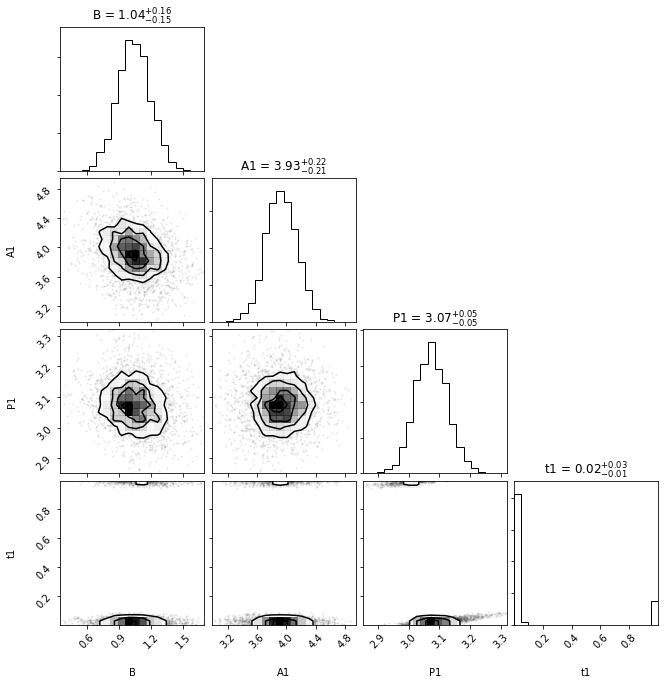 B = 1.04 +0.16 −0.15
A1 = 3.93 +0.22 −0.21
4.8
4.4
4.0
3.6
3.2
A1
P1 = 3.07 +0.05 −0.05
3.3
3.2
3.1
3.0
2.9
P1
t1 = 0.02 +0.03 −0.01
0.8
0.6
0.4
0.2
t1
0.6 0.9 1.2 1.5 3.2 3.6 4.0 4.4 4.8 2.9 3.0 3.1 3.2 3.3 0.2 0.4 0.6 0.8
B A1 P1 t1